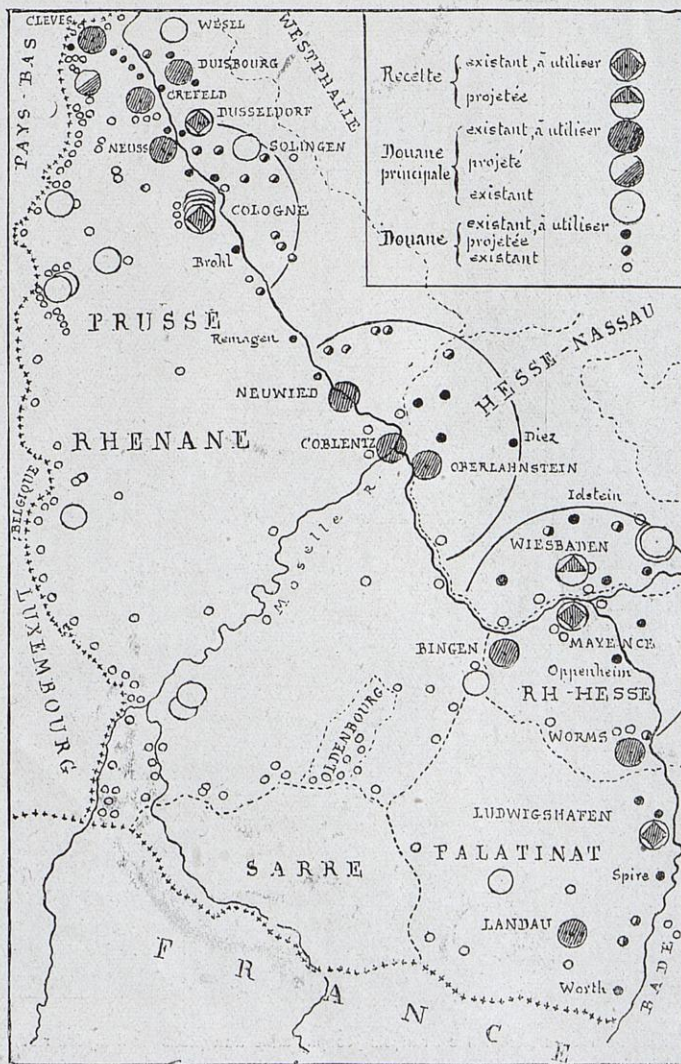 CLEVES
WESEL
WESTPHALIE
DUISBOURG
PAYS-BAS
CREFELD
DUSSELDORF
NEUSS
SOLINGEN
COLOGNE
Brohl
PRUSSE
Remagen
HESSE-NASSAU
NEUWIED
RHENANE
COBLENTZ
Diez
OBERLAHNSTEIN
BELGIQUE
Idstein
Moselle R.
WIESBADEN
LUXEMBOURG
BINGEN
MAYENCE
Oppenheim
RH-HESSE
OLDENBOURG
WORMS
LUDWIGSHAFEN
PALATINAT
SARRE
Spire
LANDAU
FRANCE
Worth
BADE
Recette
existant, à utiliser
projetée
Douane principale
existant, à utiliser
projeté
existant
Douane
existant, à utiliser
projetée
existant